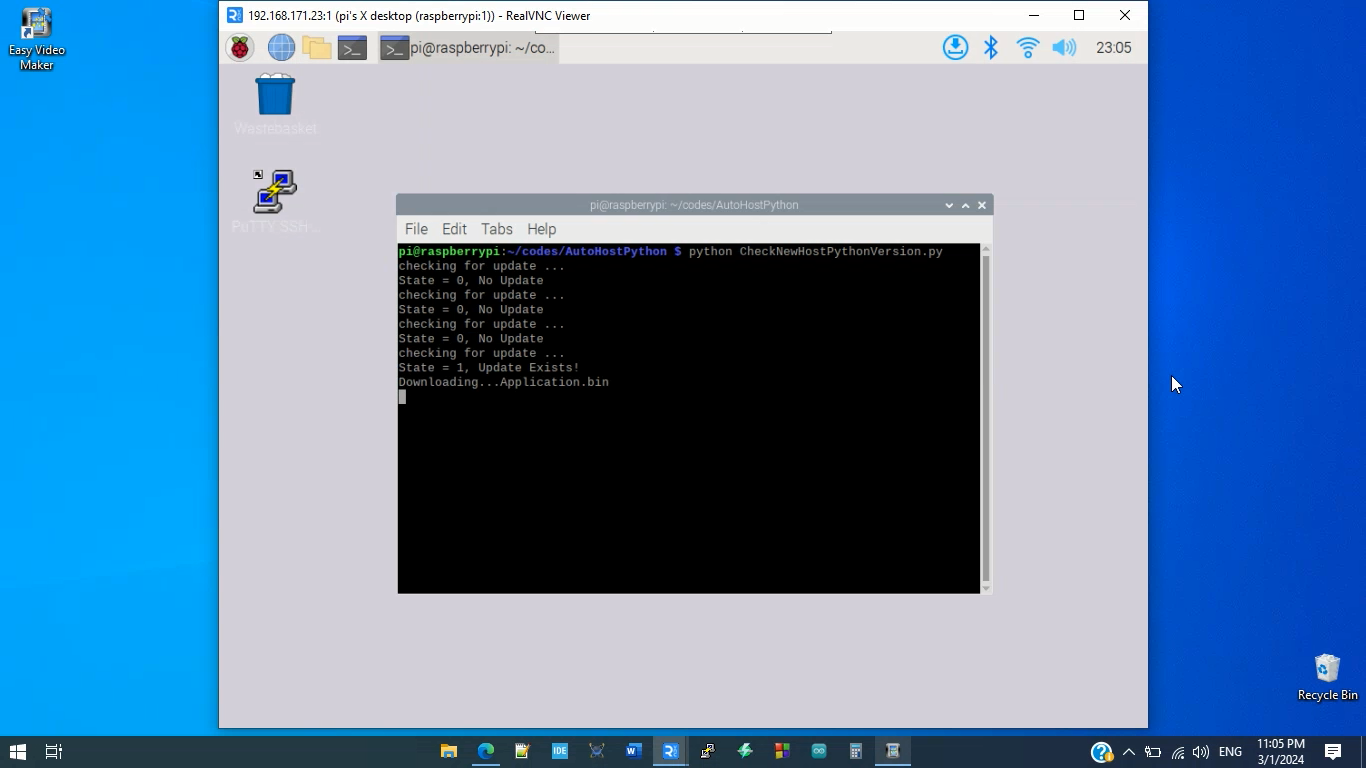 Easy Video
Maker
192.168.171.23:1 (pi's X desktop (raspberrypi:1)) - RealVNC Viewer
pi@raspberrypi: ~/co...
23:05
Wastebasket
PuTTY SSH ...
pi@raspberrypi: ~/codes/AutoHostPython
File Edit Tabs Help
pi@raspberrypi:~/codes/AutoHostPython $ python CheckNewHostPythonVersion.py
checking for update ...
State = 0, No Update
checking for update ...
State = 0, No Update
checking for update ...
State = 0, No Update
checking for update ...
State = 1, Update Exists!
Downloading...Application.bin
Recycle Bin
IDE
W
ENG
11:05 PM
3/1/2024